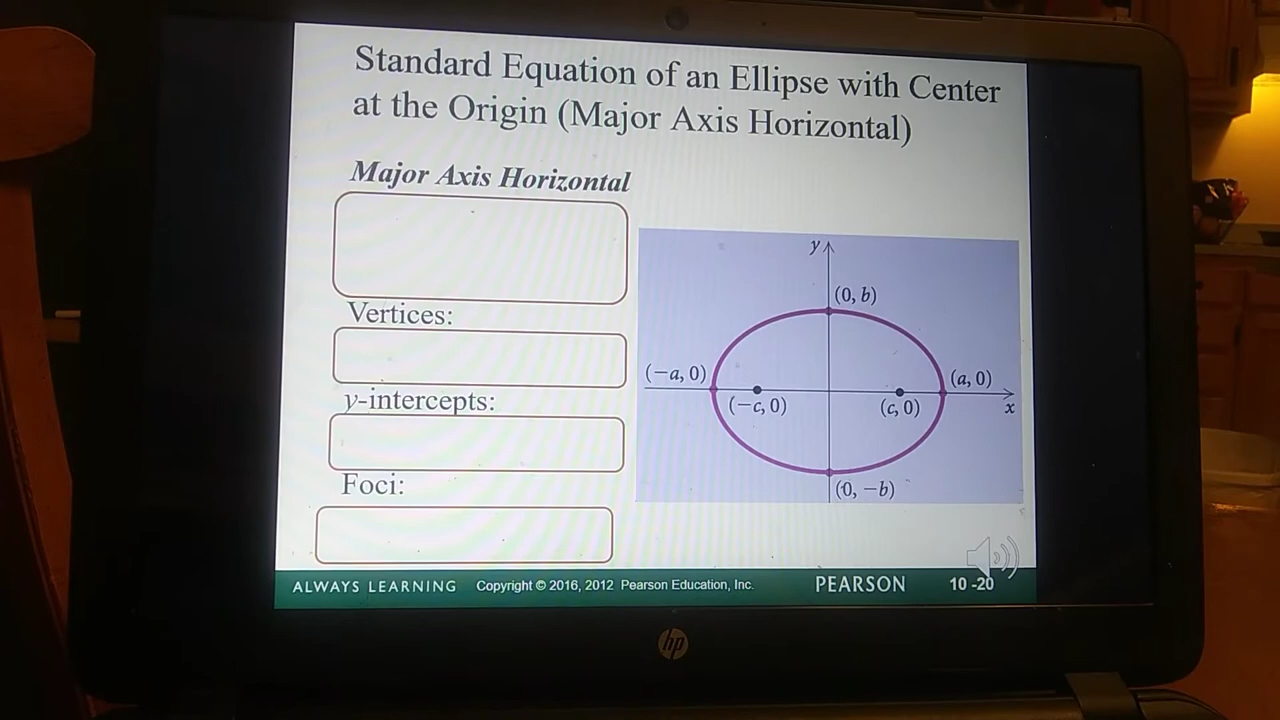 Standard Equation of an Ellipse with Center
at the Origin (Major Axis Horizontal)
Major Axis Horizontal
Vertices:
y-intercepts:
Foci:
y
(0, b)
(−a, 0)
(a, 0)
(−c, 0)
(c, 0)
x
(0, −b)
ALWAYS LEARNING Copyright © 2016, 2012 Pearson Education, Inc. PEARSON 10 -20
hp